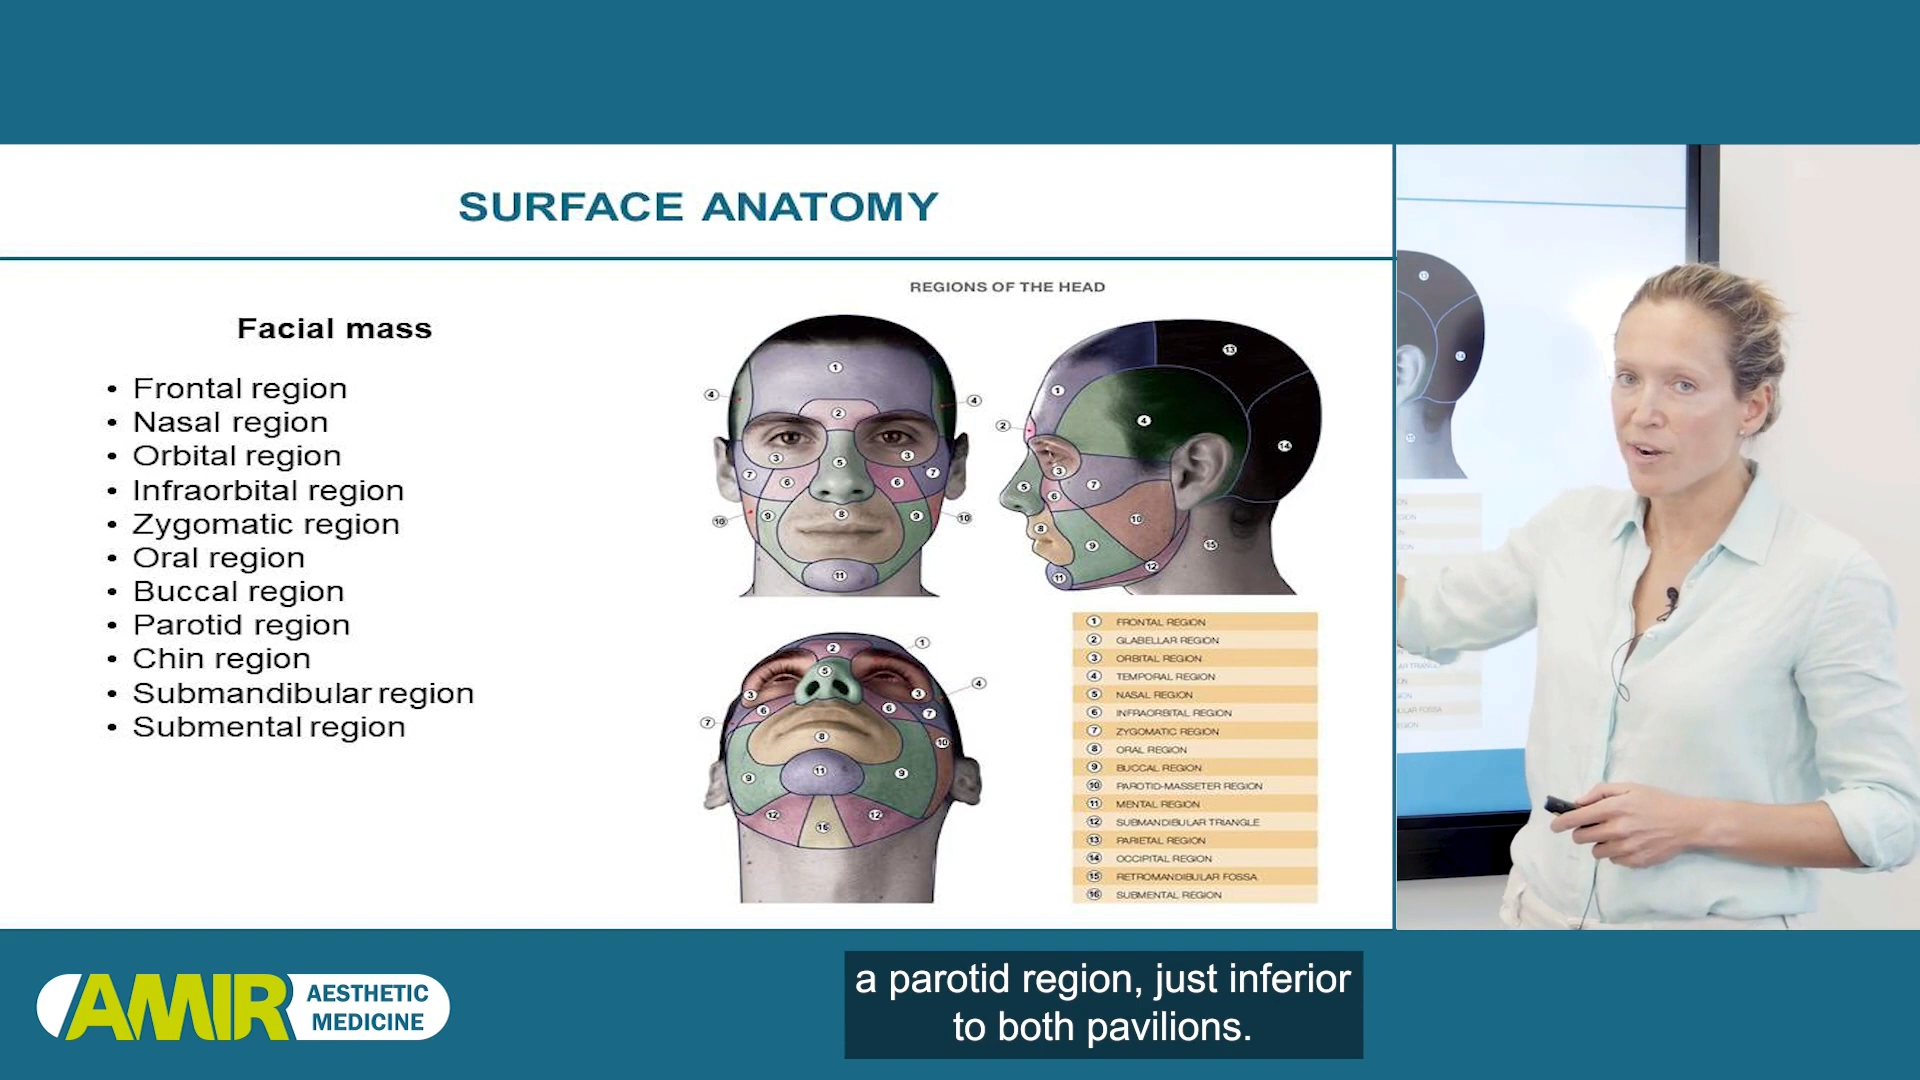 SURFACE ANATOMY
REGIONS OF THE HEAD
Facial mass
• Frontal region
• Nasal region
• Orbital region
• Infraorbital region
• Zygomatic region
• Oral region
• Buccal region
• Parotid region
• Chin region
• Submandibular region
• Submental region
1 FRONTAL REGION
2 GLABELLAR REGION
3 ORBITAL REGION
4 TEMPORAL REGION
5 NASAL REGION
6 INFRAORBITAL REGION
7 ZYGOMATIC REGION
8 ORAL REGION
9 BUCCAL REGION
10 PAROTID-MASSETER REGION
11 MENTAL REGION
12 SUBMANDIBULAR TRIANGLE
13 PARIETAL REGION
14 OCCIPITAL REGION
15 RETROMANDIBULAR FOSSA
16 SUBMENTAL REGION
AMIR
AESTHETIC
MEDICINE
a parotid region, just inferior
to both pavilions.